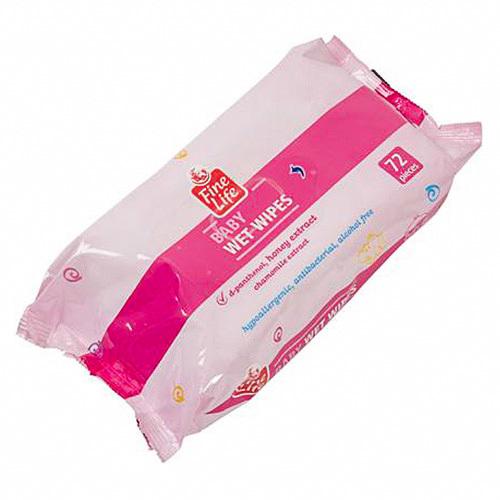 Fine
Life
BABY
WET WIPES
d-panthenol, honey extract
chamomile extract
hypoallergenic, antibacterial, alcohol free
72
pieces
BABY WET WIPES